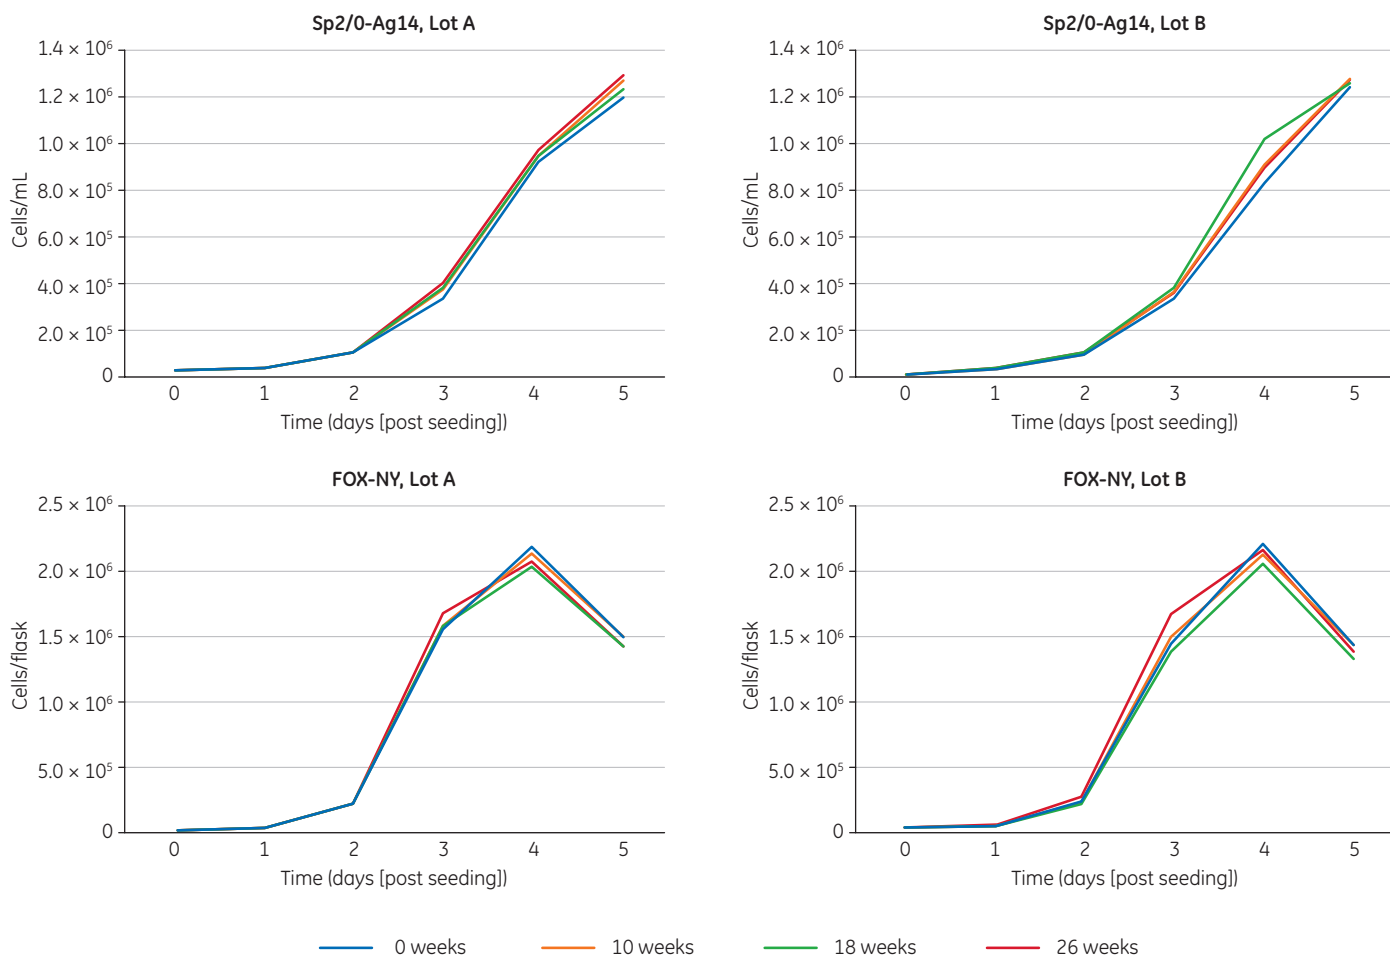 Sp2/0-Ag14, Lot A
1.4 × 10⁶
1.2 × 10⁶
1.0 × 10⁶
8.0 × 10⁵
6.0 × 10⁵
4.0 × 10⁵
2.0 × 10⁵
0
Cells/mL
0 1 2 3 4 5
Time (days [post seeding])
Sp2/0-Ag14, Lot B
1.4 × 10⁶
1.2 × 10⁶
1.0 × 10⁶
8.0 × 10⁵
6.0 × 10⁵
4.0 × 10⁵
2.0 × 10⁵
0
Cells/mL
0 1 2 3 4 5
Time (days [post seeding])
FOX-NY, Lot A
2.5 × 10⁶
2.0 × 10⁶
1.5 × 10⁶
1.0 × 10⁶
5.0 × 10⁵
0
Cells/flask
0 1 2 3 4 5
Time (days [post seeding])
FOX-NY, Lot B
2.5 × 10⁶
2.0 × 10⁶
1.5 × 10⁶
1.0 × 10⁶
5.0 × 10⁵
0
Cells/flask
0 1 2 3 4 5
Time (days [post seeding])
0 weeks 10 weeks 18 weeks 26 weeks